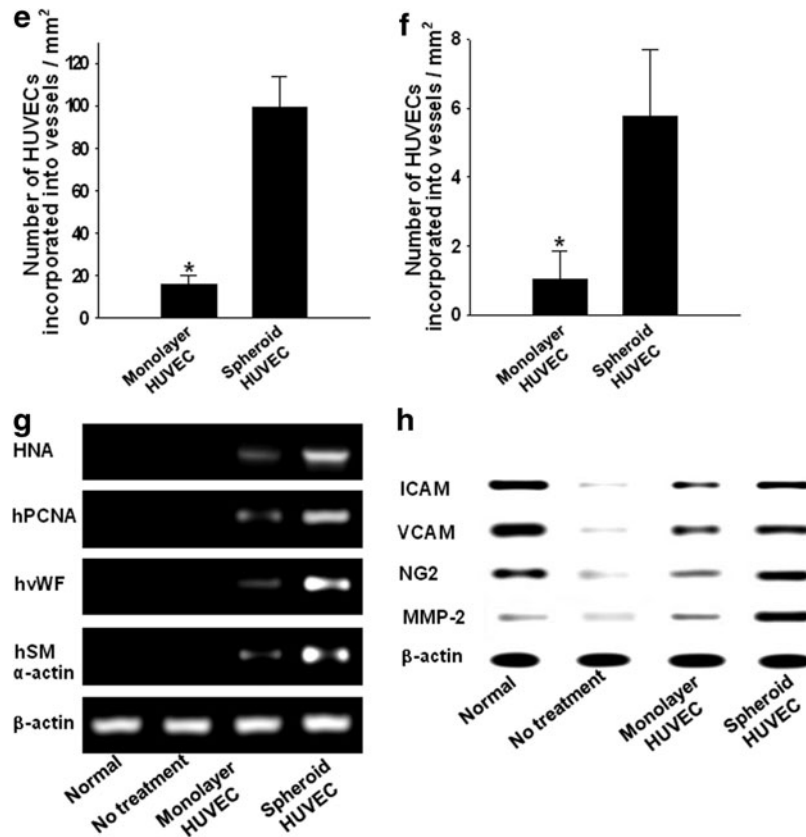 e
Number of HUVECs
incorporated into vessels / mm²
120
100
80
60
40
20
0
*
Monolayer
HUVEC
Spheroid
HUVEC
f
Number of HUVECs
incorporated into vessels / mm²
8
6
4
2
0
*
Monolayer
HUVEC
Spheroid
HUVEC
g
HNA
hPCNA
hvWF
hSM
α-actin
β-actin
Normal
No treatment
Monolayer
HUVEC
Spheroid
HUVEC
h
ICAM
VCAM
NG2
MMP-2
β-actin
Normal
No treatment
Monolayer
HUVEC
Spheroid
HUVEC